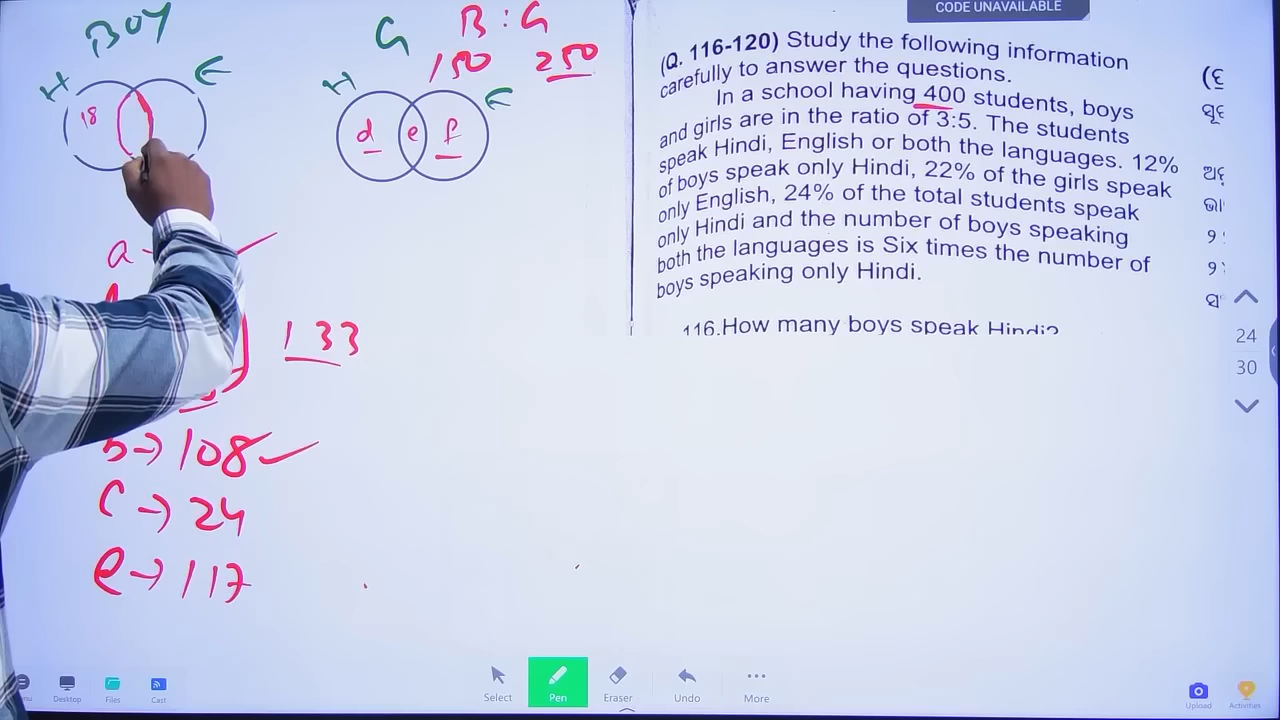 CODE UNAVAILABLE
BOY
G
B : G
150 250
H E
18
H E
d e f
(Q. 116-120) Study the following information
carefully to answer the questions.
In a school having 400 students, boys
and girls are in the ratio of 3:5. The students
speak Hindi, English or both the languages. 12%
of boys speak only Hindi, 22% of the girls speak
only English, 24% of the total students speak
only Hindi and the number of boys speaking
both the languages is Six times the number of
boys speaking only Hindi.
116.How many boys speak Hindi?
a
133
b → 108
C → 24
e → 117
24
30
Desktop
Files
Cast
Select
Pen
Eraser
Undo
More
Upload
Activities